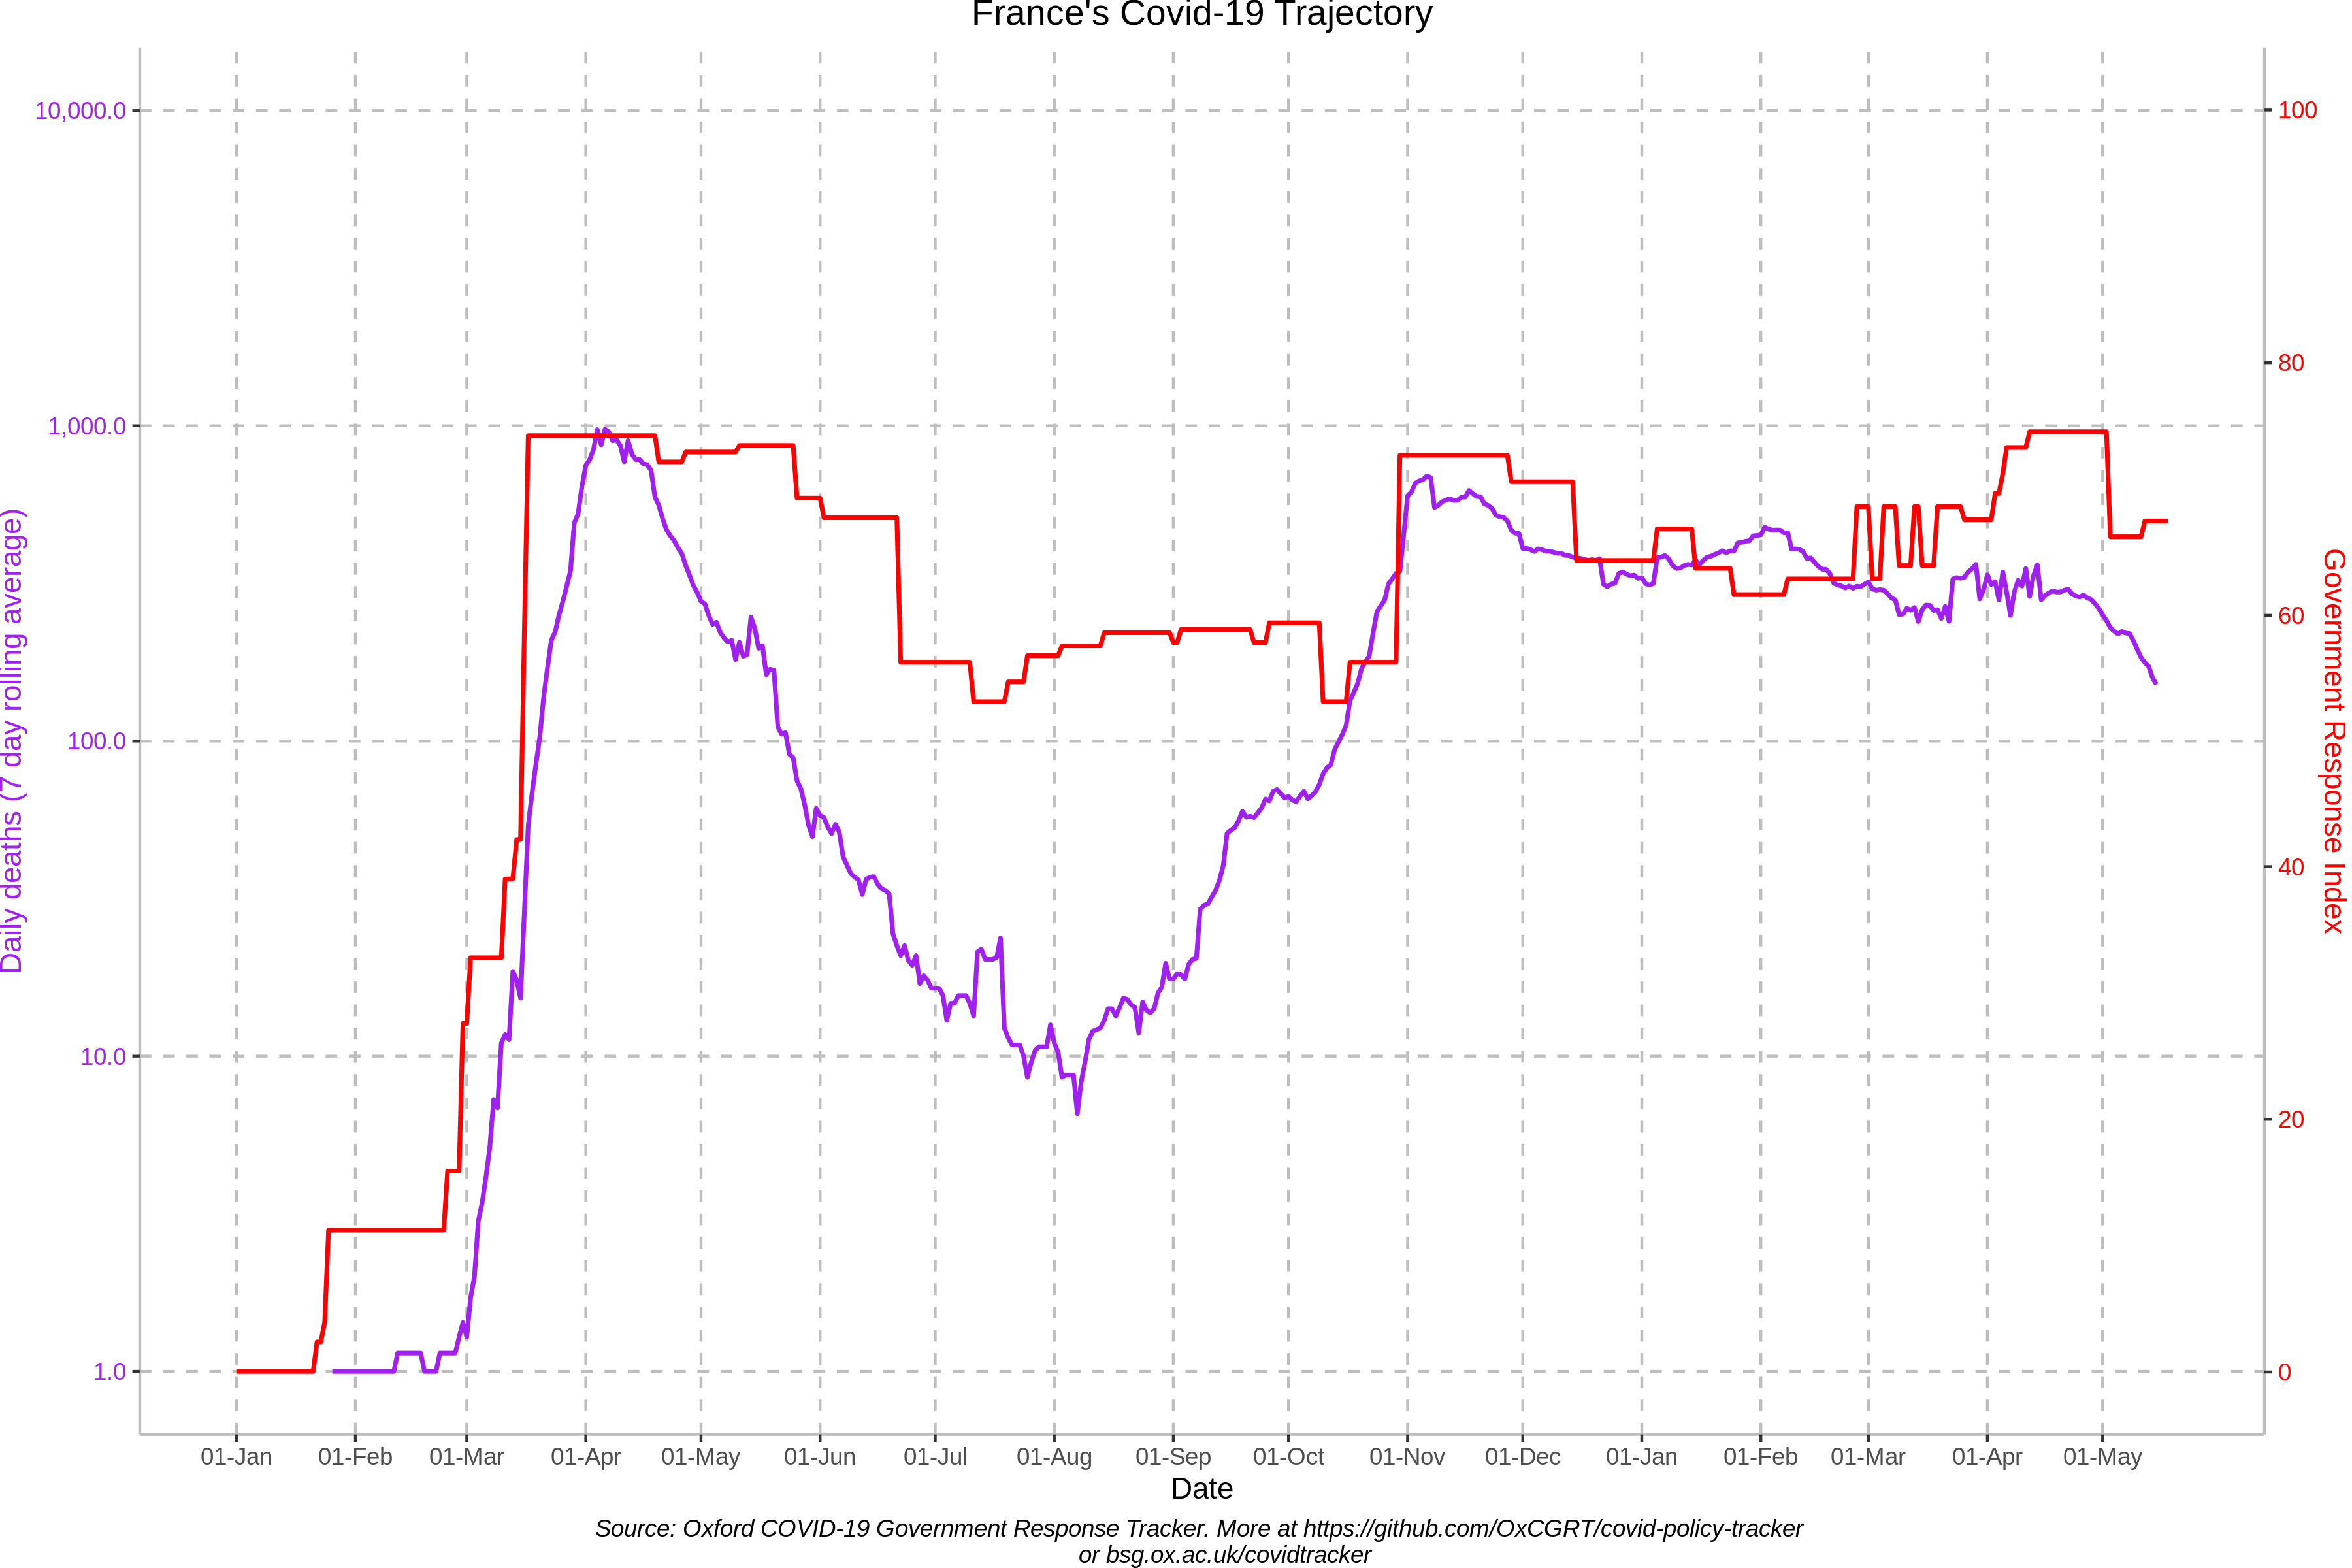 France's Covid-19 Trajectory
10,000.0
1,000.0
100.0
10.0
1.0
Daily deaths (7 day rolling average)
100
80
60
40
20
0
Government Response Index
01-Jan 01-Feb 01-Mar 01-Apr 01-May 01-Jun 01-Jul 01-Aug 01-Sep 01-Oct 01-Nov 01-Dec 01-Jan 01-Feb 01-Mar 01-Apr 01-May
Date
Source: Oxford COVID-19 Government Response Tracker. More at https://github.com/OxCGRT/covid-policy-tracker
or bsg.ox.ac.uk/covidtracker